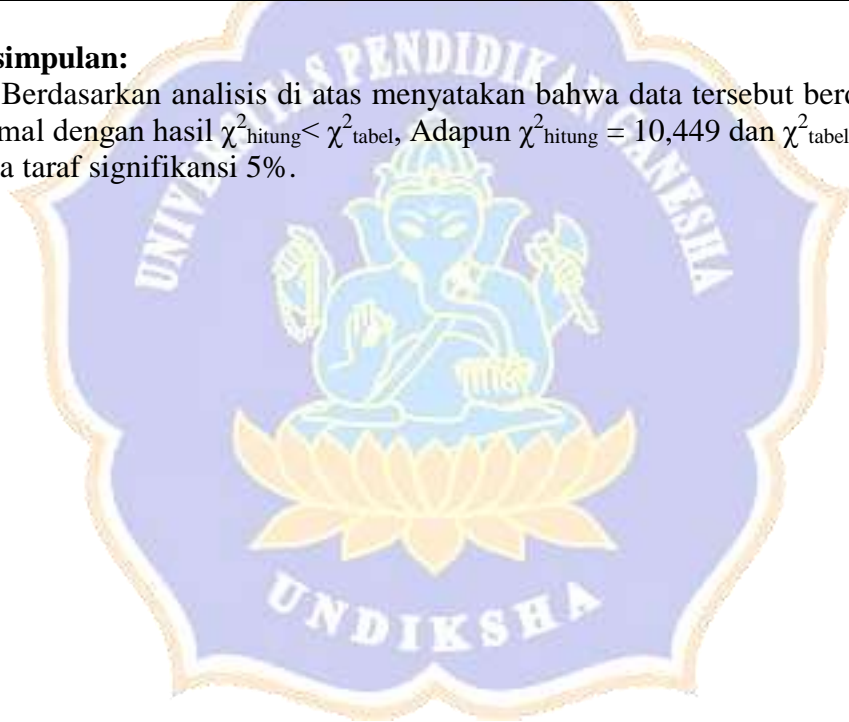 simpulan:
Berdasarkan analisis di atas menyatakan bahwa data tersebut berd
mal dengan hasil χ²hitung< χ²tabel, Adapun χ²hitung = 10,449 dan χ²tabel
a taraf signifikansi 5%.
UNIVERSITAS PENDIDIKAN GANESHA
UNDIKSHA